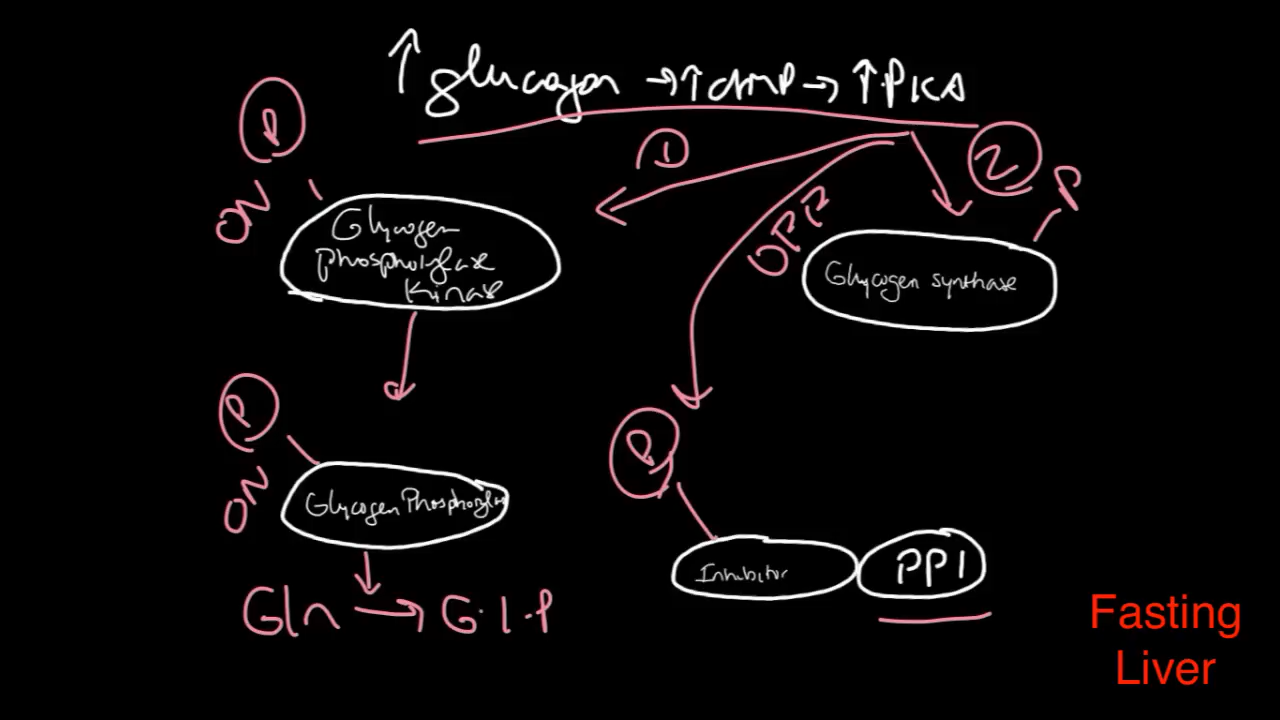 ↑ glucagon → ↑ cAMP → ↑ PKA
P
ON
1
2
P
OFF
Glycogen
phosphorylase
Kinase
Glycogen synthase
P
ON
P
Glycogen Phosphorylas
Inhibitor
PP1
Gln → G-1-P
Fasting
Liver